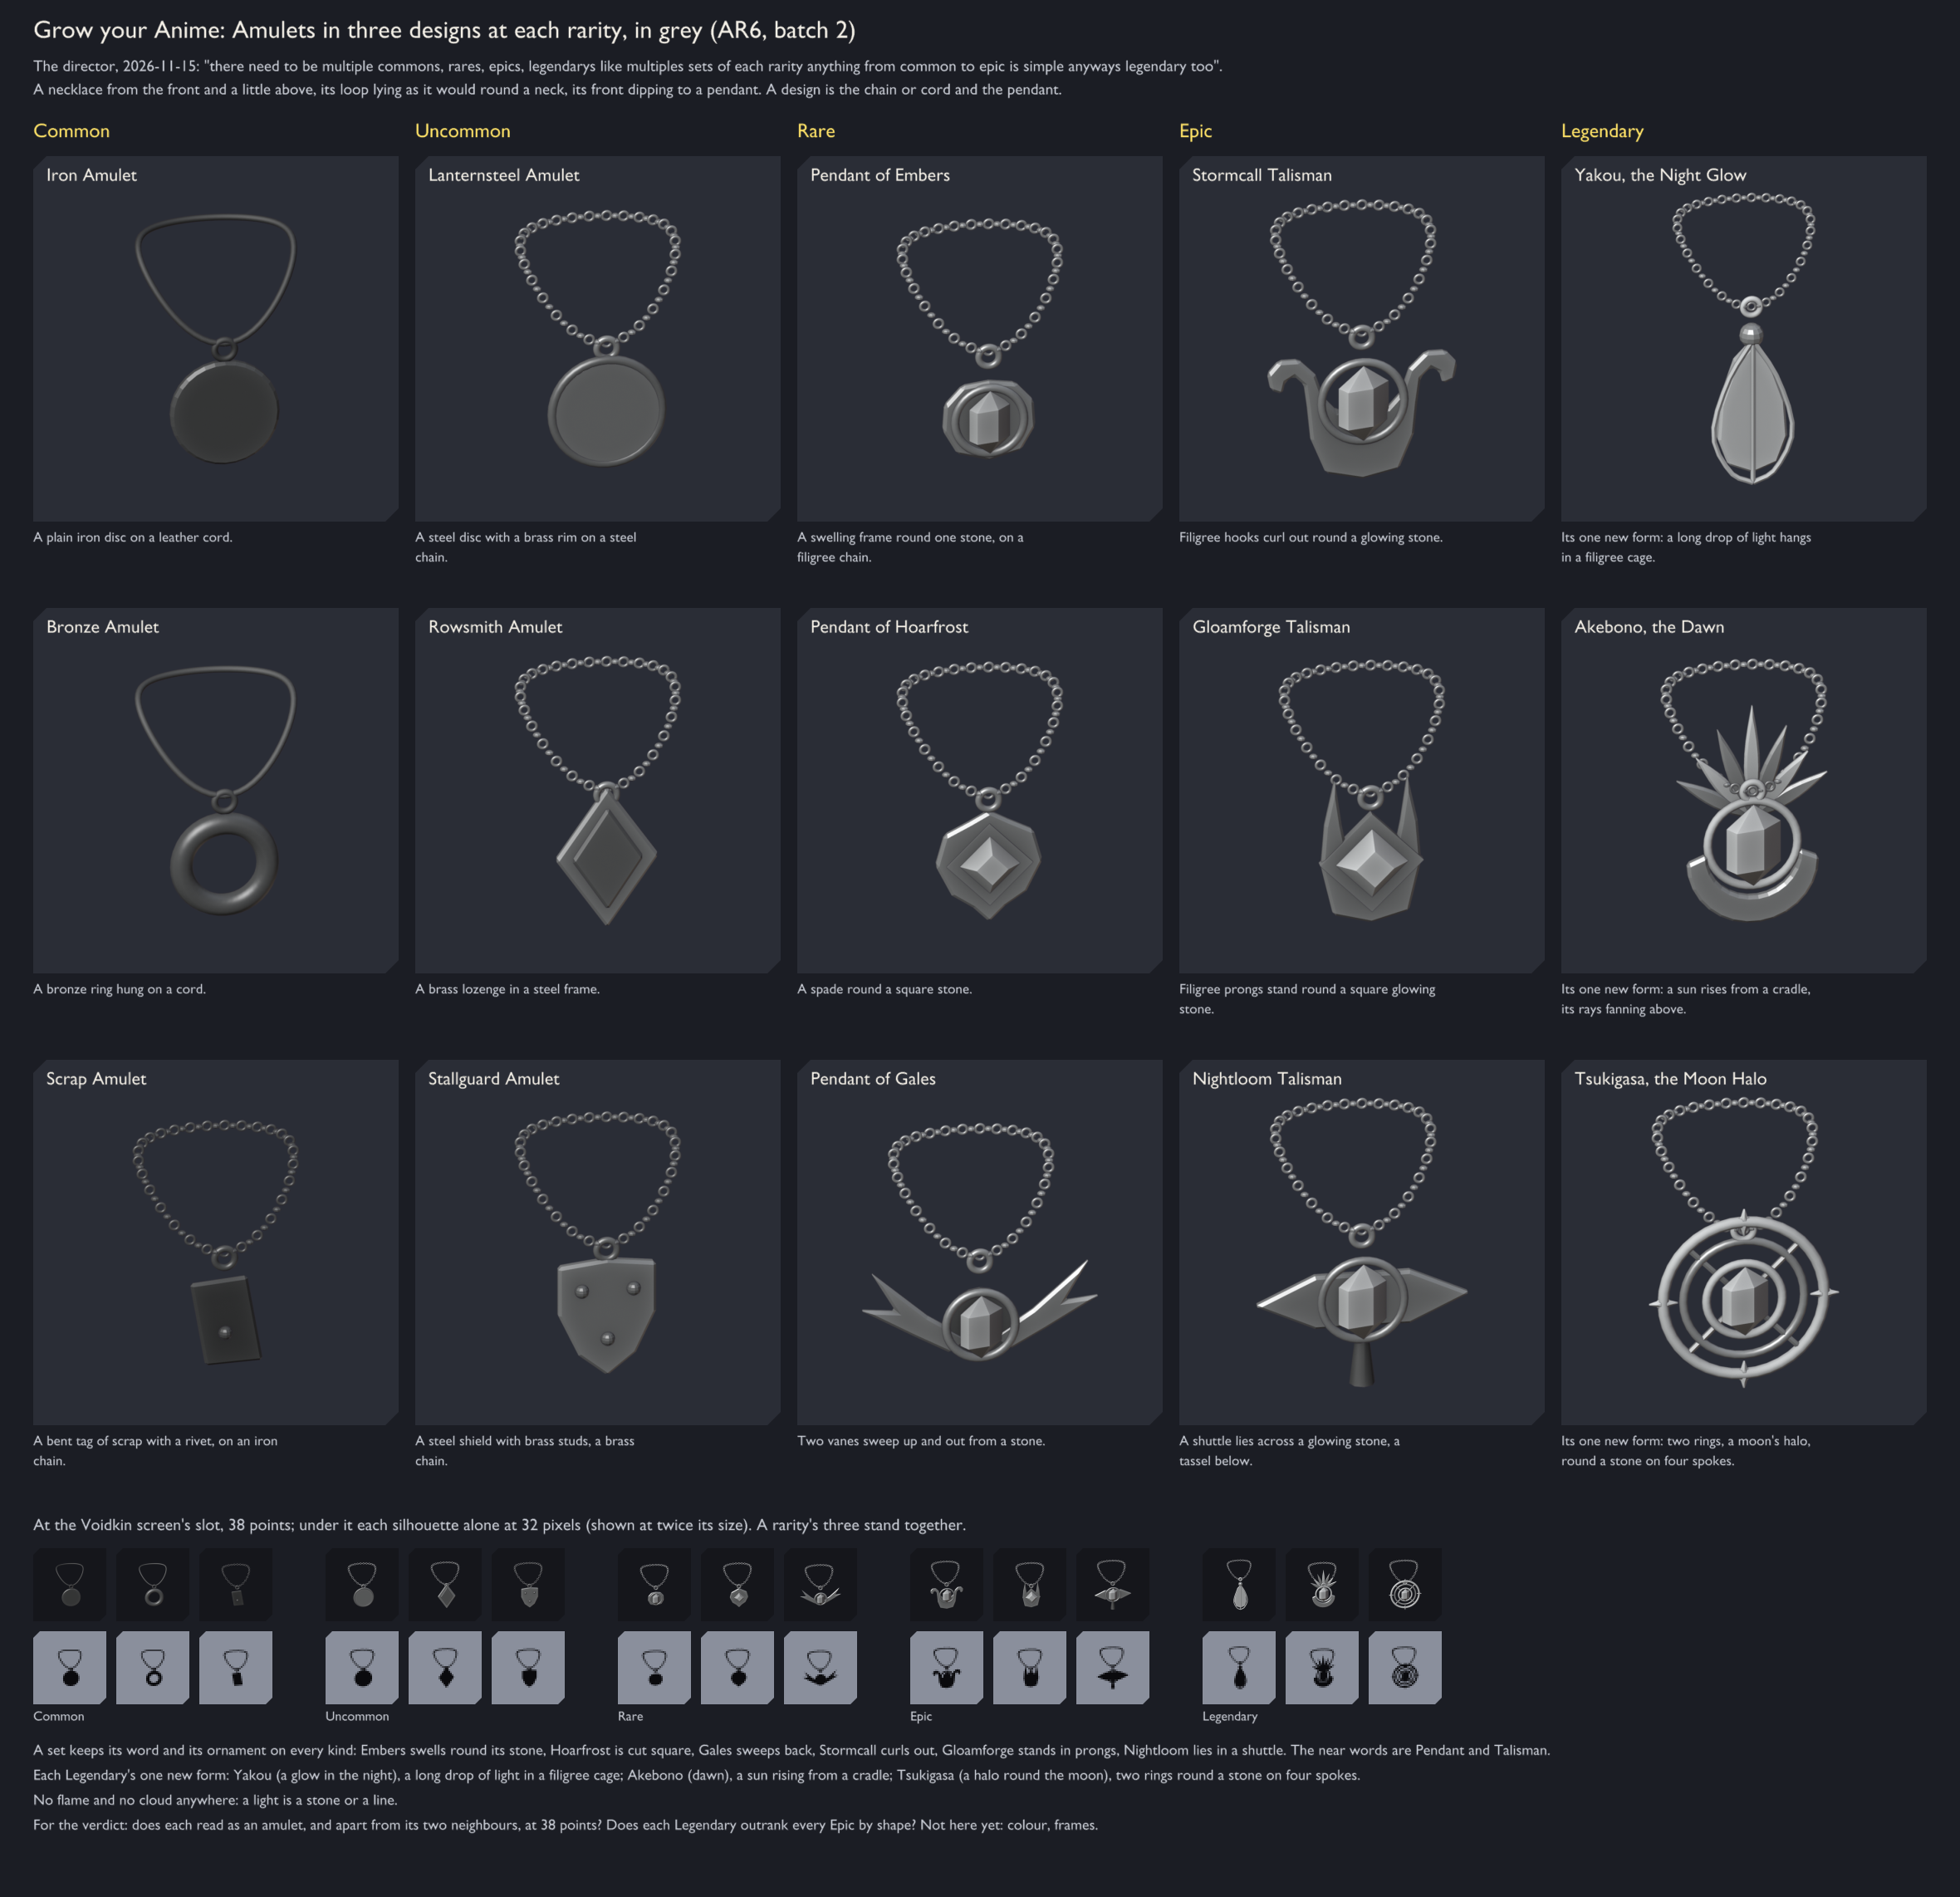 Grow your Anime: Amulets in three designs at each rarity, in grey (AR6, batch 2)
The director, 2026-11-15: "there need to be multiple commons, rares, epics, legendarys like multiples sets of each rarity anything from common to epic is simple anyways legendary too".
A necklace from the front and a little above, its loop lying as it would round a neck, its front dipping to a pendant. A design is the chain or cord and the pendant.
Common
Uncommon
Rare
Epic
Legendary
Iron Amulet
Lanternsteel Amulet
Pendant of Embers
Stormcall Talisman
Yakou, the Night Glow
A plain iron disc on a leather cord.
A steel disc with a brass rim on a steel
chain.
A swelling frame round one stone, on a
filigree chain.
Filigree hooks curl out round a glowing stone.
Its one new form: a long drop of light hangs
in a filigree cage.
Bronze Amulet
Rowsmith Amulet
Pendant of Hoarfrost
Gloamforge Talisman
Akebono, the Dawn
A bronze ring hung on a cord.
A brass lozenge in a steel frame.
A spade round a square stone.
Filigree prongs stand round a square glowing
stone.
Its one new form: a sun rises from a cradle,
its rays fanning above.
Scrap Amulet
Stallguard Amulet
Pendant of Gales
Nightloom Talisman
Tsukigasa, the Moon Halo
A bent tag of scrap with a rivet, on an iron
chain.
A steel shield with brass studs, a brass
chain.
Two vanes sweep up and out from a stone.
A shuttle lies across a glowing stone, a
tassel below.
Its one new form: two rings, a moon's halo,
round a stone on four spokes.
At the Voidkin screen's slot, 38 points; under it each silhouette alone at 32 pixels (shown at twice its size). A rarity's three stand together.
Common
Uncommon
Rare
Epic
Legendary
A set keeps its word and its ornament on every kind: Embers swells round its stone, Hoarfrost is cut square, Gales sweeps back, Stormcall curls out, Gloamforge stands in prongs, Nightloom lies in a shuttle. The near words are Pendant and Talisman.
Each Legendary's one new form: Yakou (a glow in the night), a long drop of light in a filigree cage; Akebono (dawn), a sun rising from a cradle; Tsukigasa (a halo round the moon), two rings round a stone on four spokes.
No flame and no cloud anywhere: a light is a stone or a line.
For the verdict: does each read as an amulet, and apart from its two neighbours, at 38 points? Does each Legendary outrank every Epic by shape? Not here yet: colour, frames.